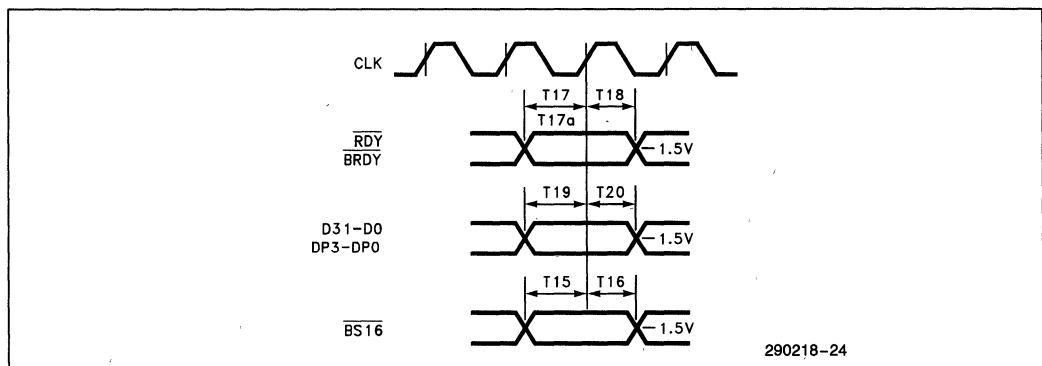 CLK
T17 T18
T17a
RDY
BRDY
1.5V
T19 T20
D31-D0
DP3-DP0
1.5V
T15 T16
BS16
1.5V
290218-24